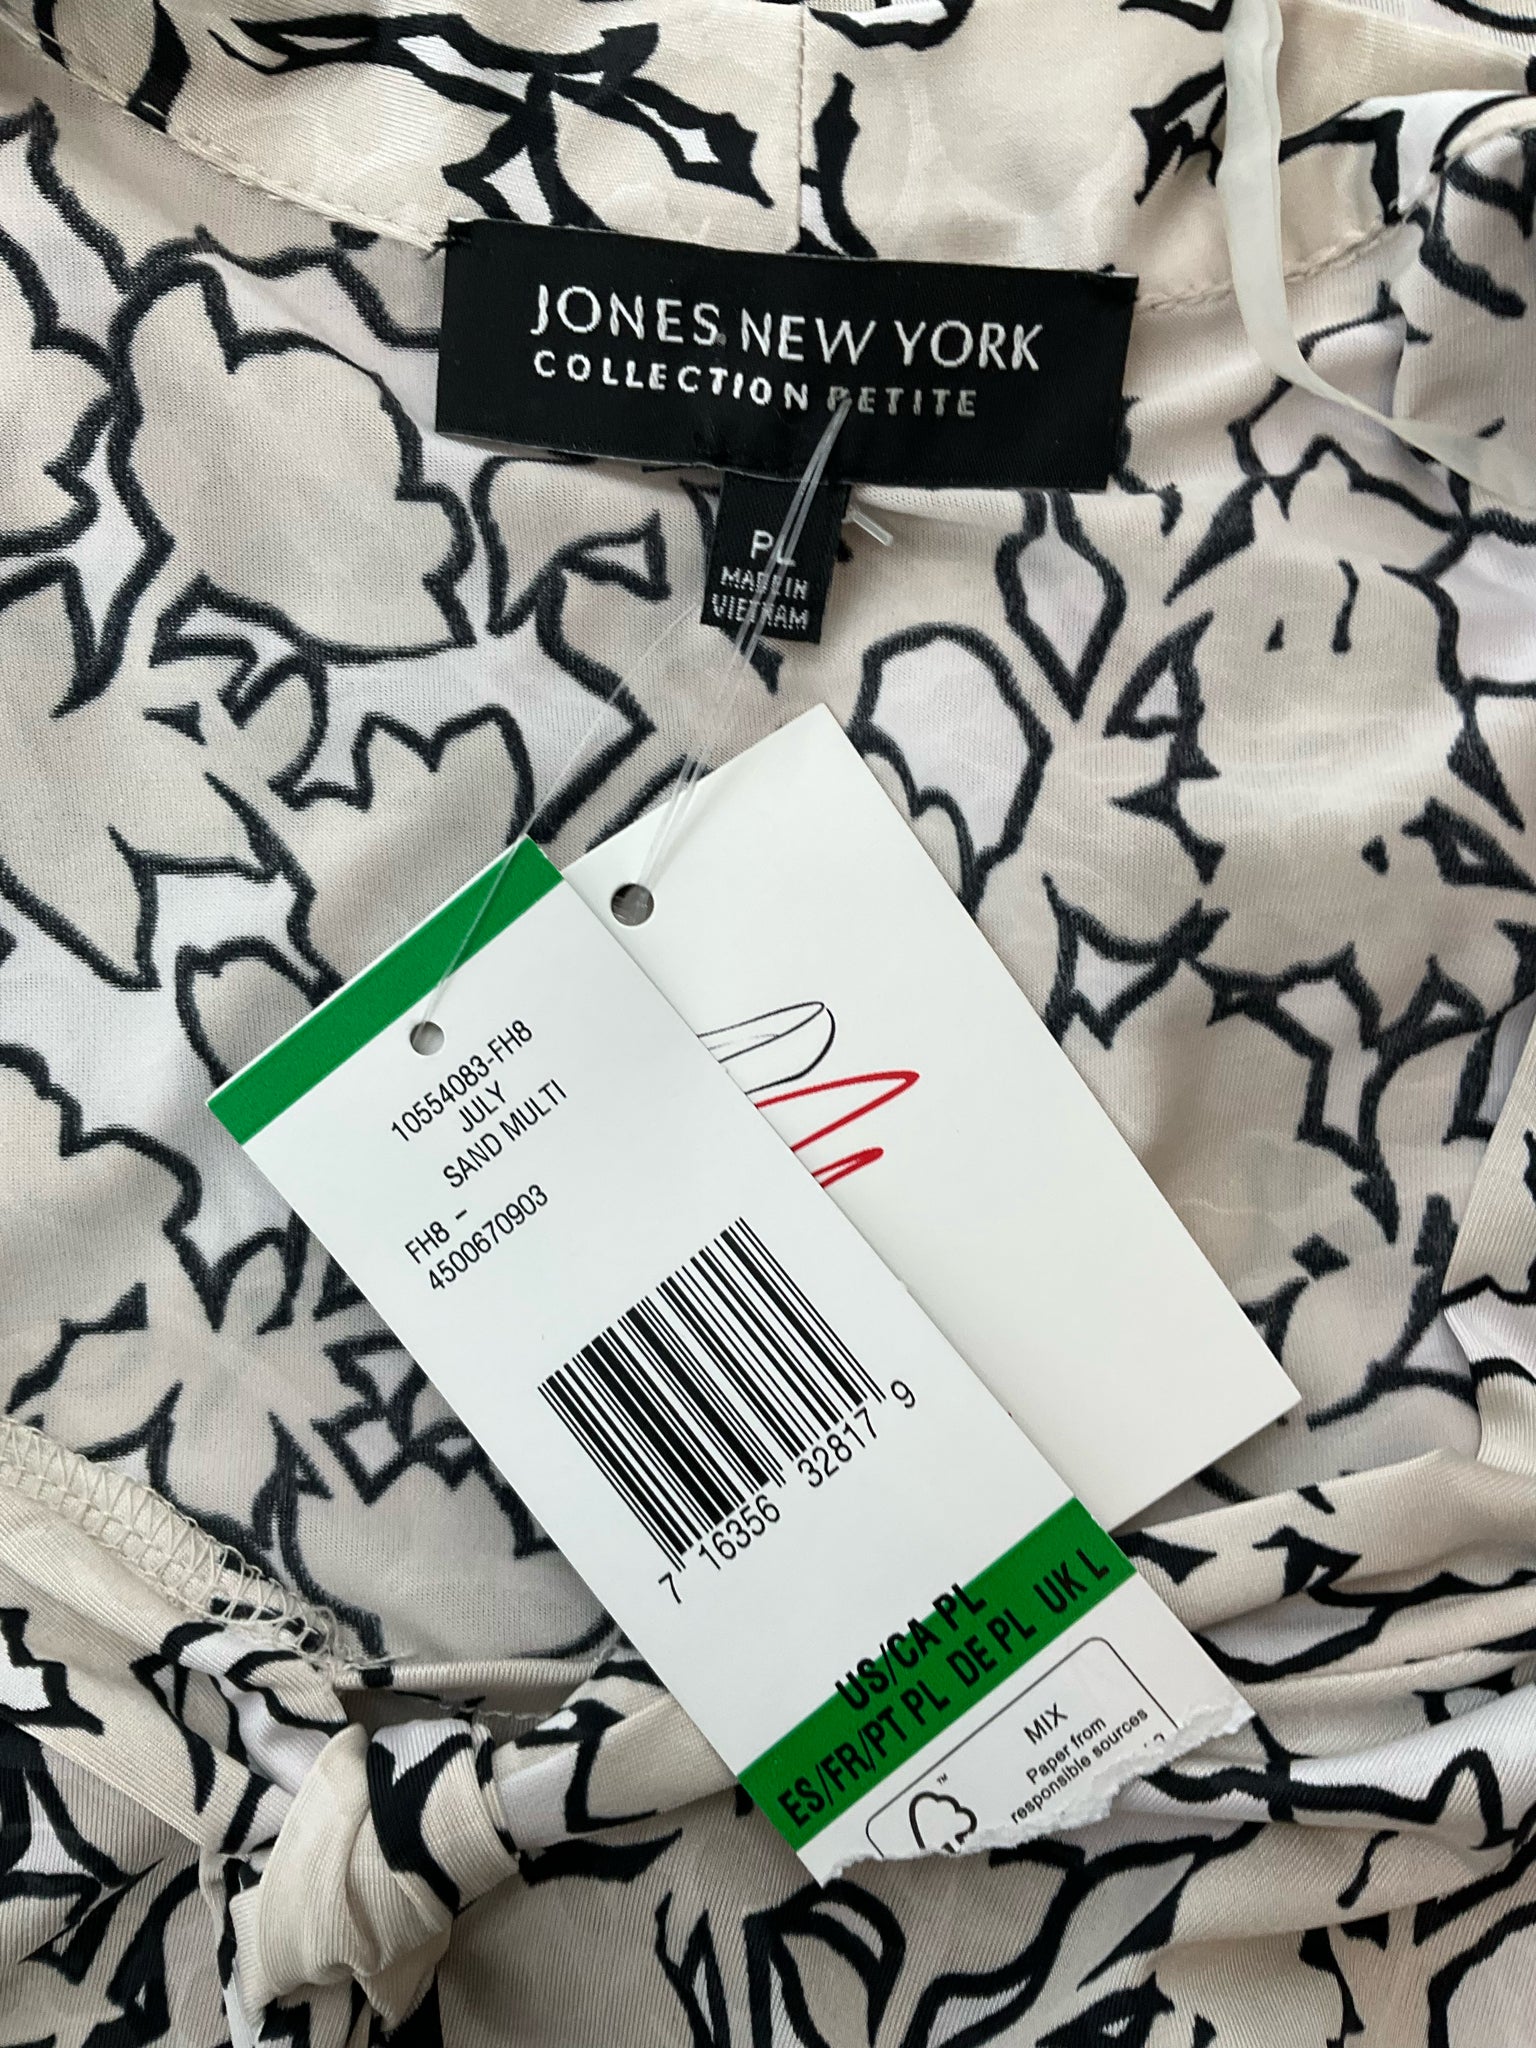 JONES NEW YORK
COLLECTION PETITE
PL
MADE IN
VIETNAM
10554083-FH8
JULY
SAND MULTI
FH8 -
4500670903
7 16356 32817 9
US/CA PL
ES/FR/PT PL DE PL UK L
MIX
Paper from
responsible sources
™